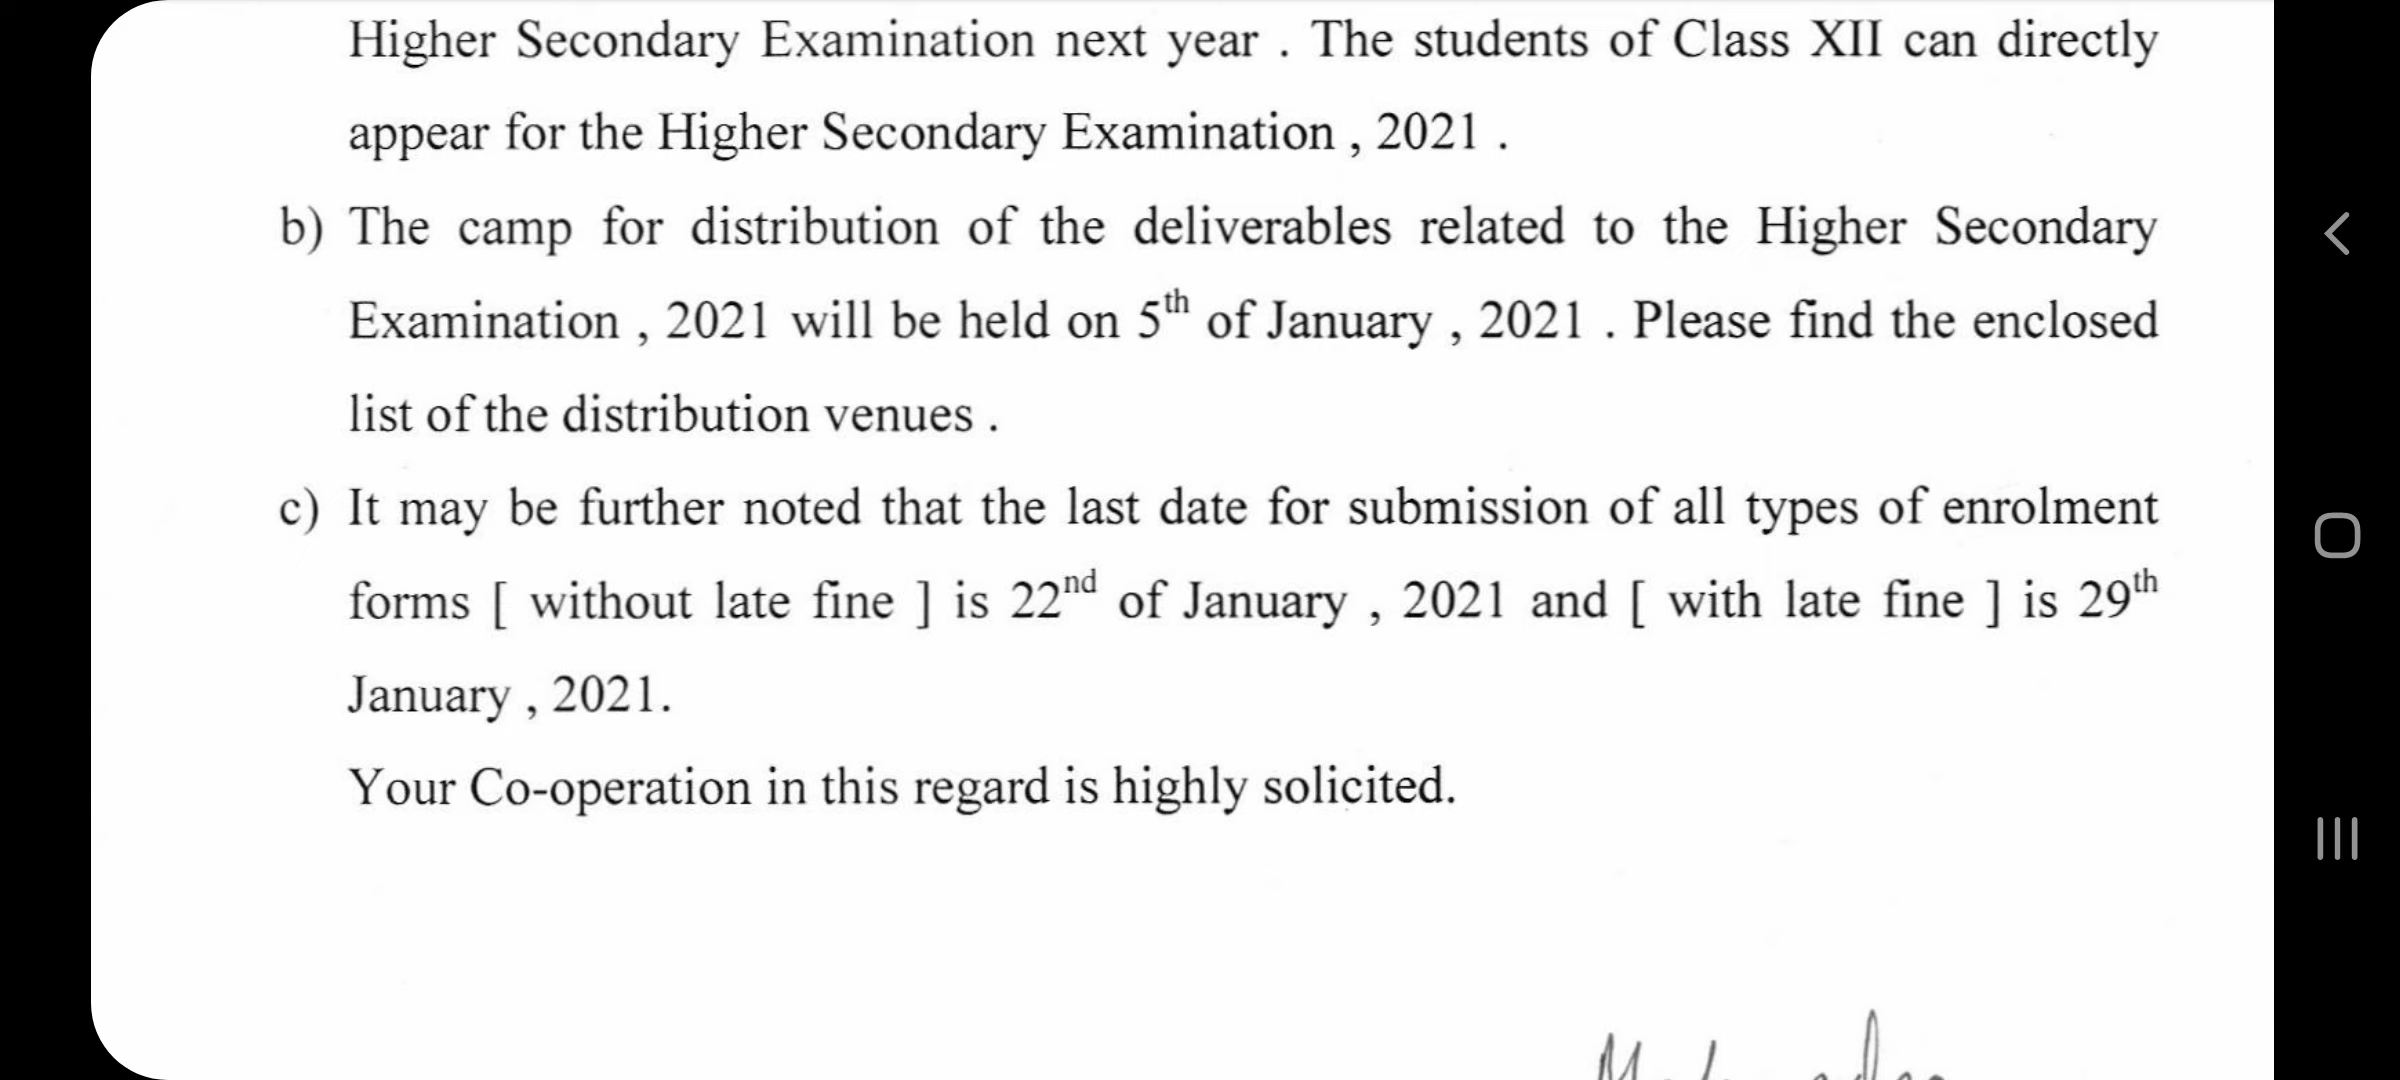 Higher Secondary Examination next year . The students of Class XII can directly
appear for the Higher Secondary Examination , 2021 .
b) The camp for distribution of the deliverables related to the Higher Secondary
Examination , 2021 will be held on 5th of January , 2021 . Please find the enclosed
list of the distribution venues .
c) It may be further noted that the last date for submission of all types of enrolment
forms [ without late fine ] is 22nd of January , 2021 and [ with late fine ] is 29th
January , 2021.
Your Co-operation in this regard is highly solicited.